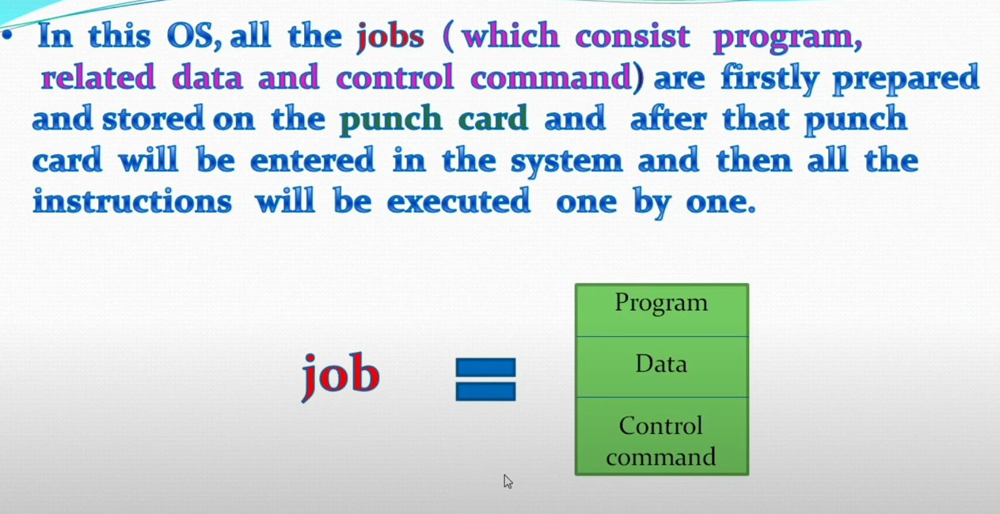 • In this OS, all the jobs ( which consist program,
related data and control command) are firstly prepared
and stored on the punch card and after that punch
card will be entered in the system and then all the
instructions will be executed one by one.
Program
job = Data
Control
command